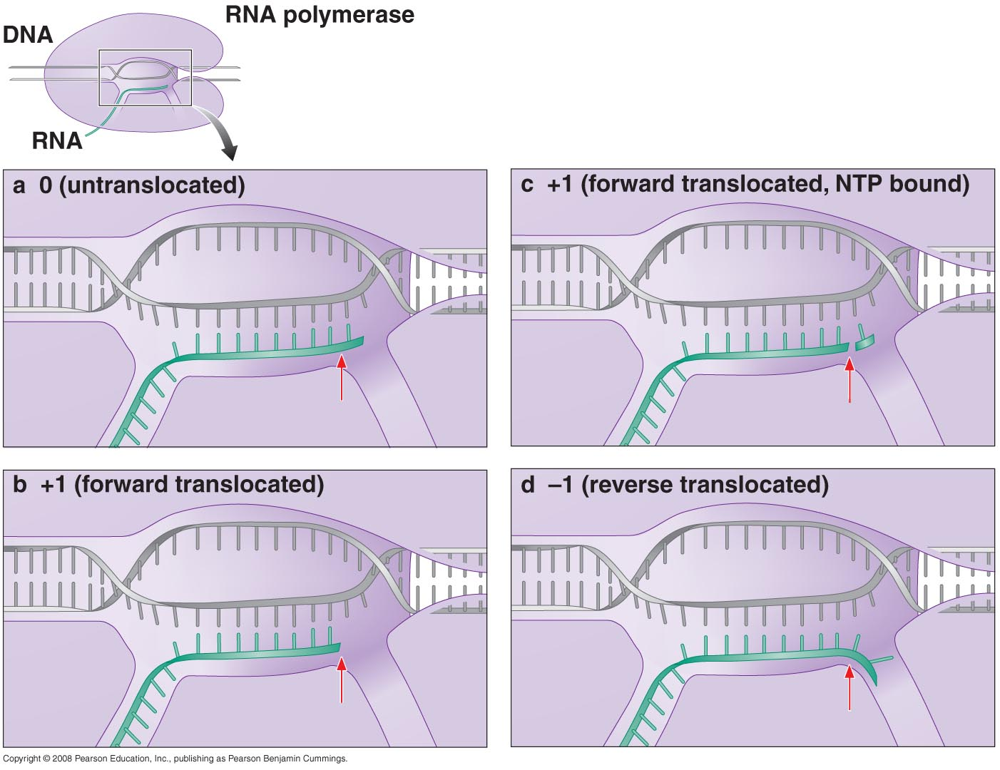 RNA polymerase
DNA
RNA
a 0 (untranslocated)
c +1 (forward translocated, NTP bound)
b +1 (forward translocated)
d –1 (reverse translocated)
Copyright © 2008 Pearson Education, Inc., publishing as Pearson Benjamin Cummings.